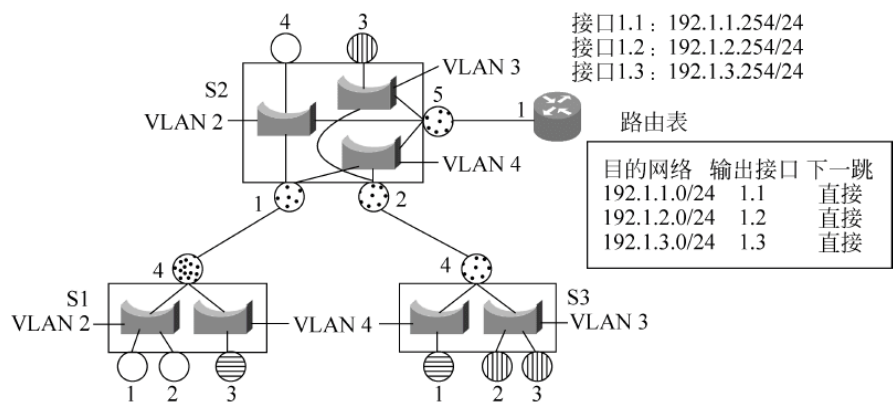 4 3
接口1.1：192.1.1.254/24
接口1.2：192.1.2.254/24
接口1.3：192.1.3.254/24
VLAN 3
S2
5
VLAN 2
1
路由表
VLAN 4
目的网络 输出接口 下一跳
192.1.1.0/24 1.1 直接
192.1.2.0/24 1.2 直接
192.1.3.0/24 1.3 直接
1 2
4 4
S1 S3
VLAN 2 VLAN 4 VLAN 3
1 2 3 1 2 3